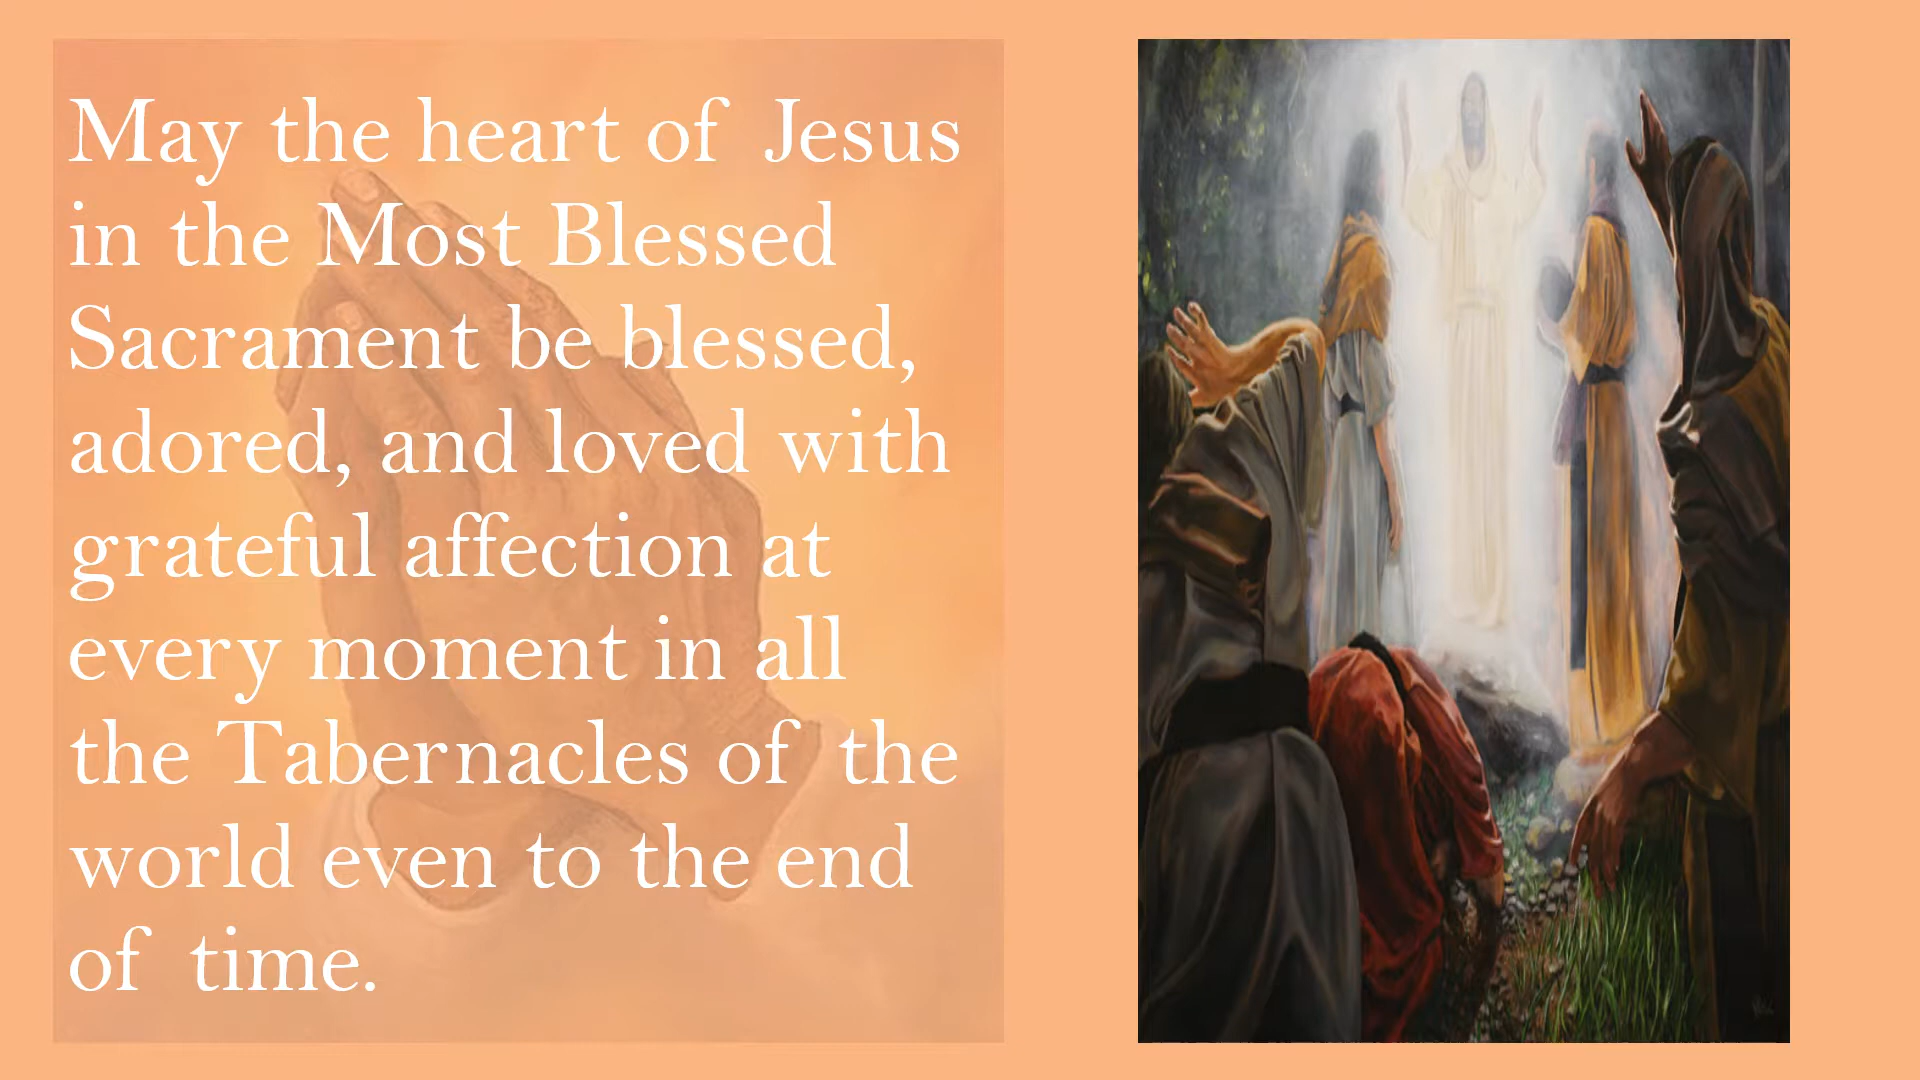 May the heart of Jesus
in the Most Blessed
Sacrament be blessed,
adored, and loved with
grateful affection at
every moment in all
the Tabernacles of the
world even to the end
of time.